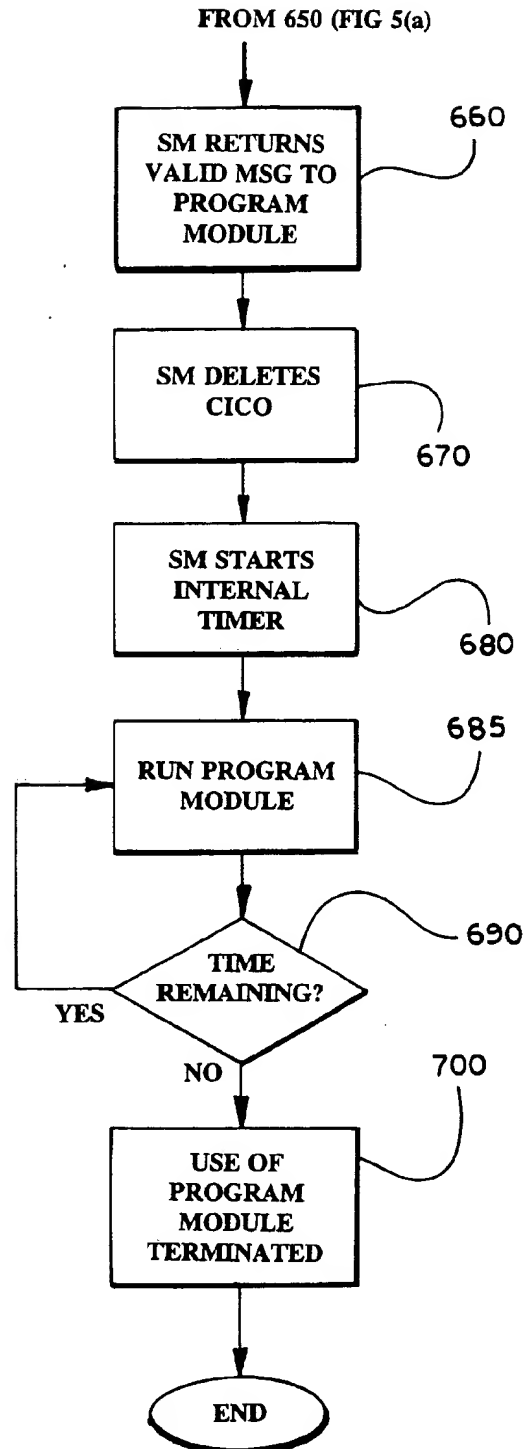 FROM 650 (FIG 5(a)
660
SM RETURNS
VALID MSG TO
PROGRAM
MODULE
SM DELETES
CICO
670
SM STARTS
INTERNAL
TIMER
680
685
RUN PROGRAM
MODULE
690
TIME
REMAINING?
YES
NO
700
USE OF
PROGRAM
MODULE
TERMINATED
END